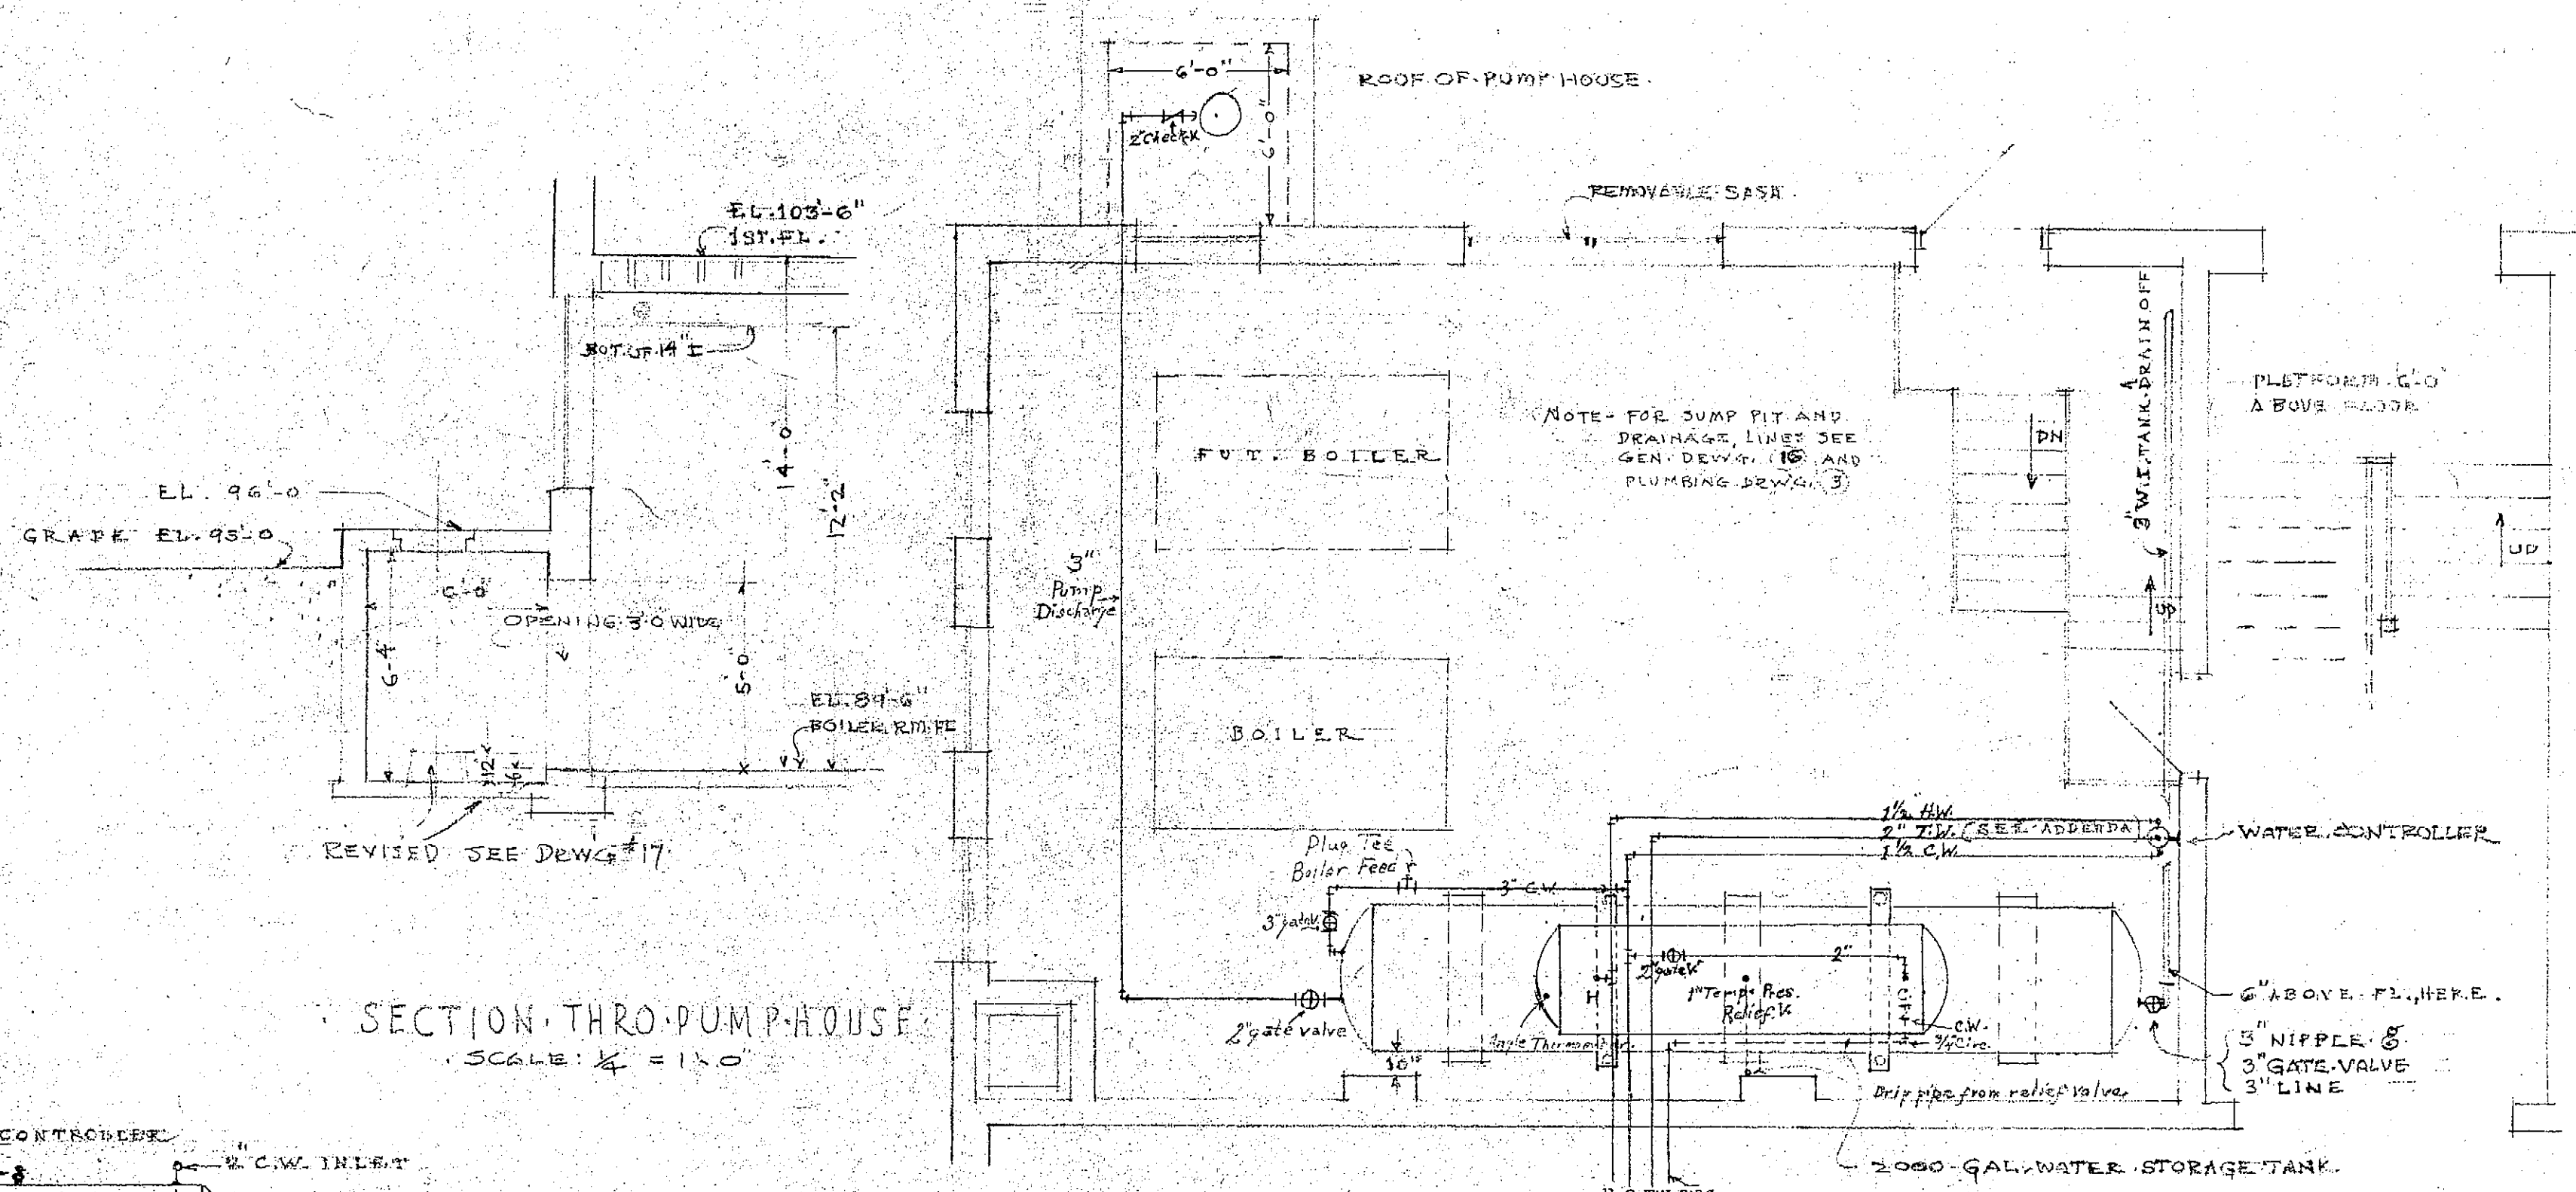 6'-0"
6'-0"
ROOF OF PUMP HOUSE.
2" Check V.
REMOVABLE SASH.
EL. 103'-6"
1ST. FL.
BOT. OF 14" I
14'-0"
12'-2"
EL. 96'-0
GRADE EL. 95'-0
6'-0"
OPENING 3'0 WIDE
6'-4
5'-0"
EL. 89'-6"
BOILER RM. FL
12"
6"
REVISED SEE DRWG #17.
SECTION THRO. PUMP HOUSE
SCALE: 1/4 = 1'-0"
CONTROLLER
2" C.W. INLET
FUT. BOILER
3"
Pump
Discharge
BOILER
NOTE- FOR SUMP PIT AND
DRAINAGE, LINES SEE
GEN. DRWG. (16) AND
PLUMBING DRWG. (3)
DN
3" W.I. TANK DRAIN OFF
UP
PLATFORM 6'-0"
ABOVE FLOOR
UP
1 1/2" H.W.
2" T.W. (SEE ADDENDA)
1 1/2 C.W.
WATER CONTROLLER
Plug Tee
Boiler Feed
3" C.W.
3" gate V.
2" gate V.
2"
1" Temp. Pres.
Relief V.
H
C.W.
C.W.
3/4 Circ.
2" gate valve
Angle Thermometer.
10"
Drip pipe from relief valve.
6" ABOVE FL., HERE.
3" NIPPLE &
3" GATE VALVE
3" LINE
2000 GAL. WATER STORAGE TANK.